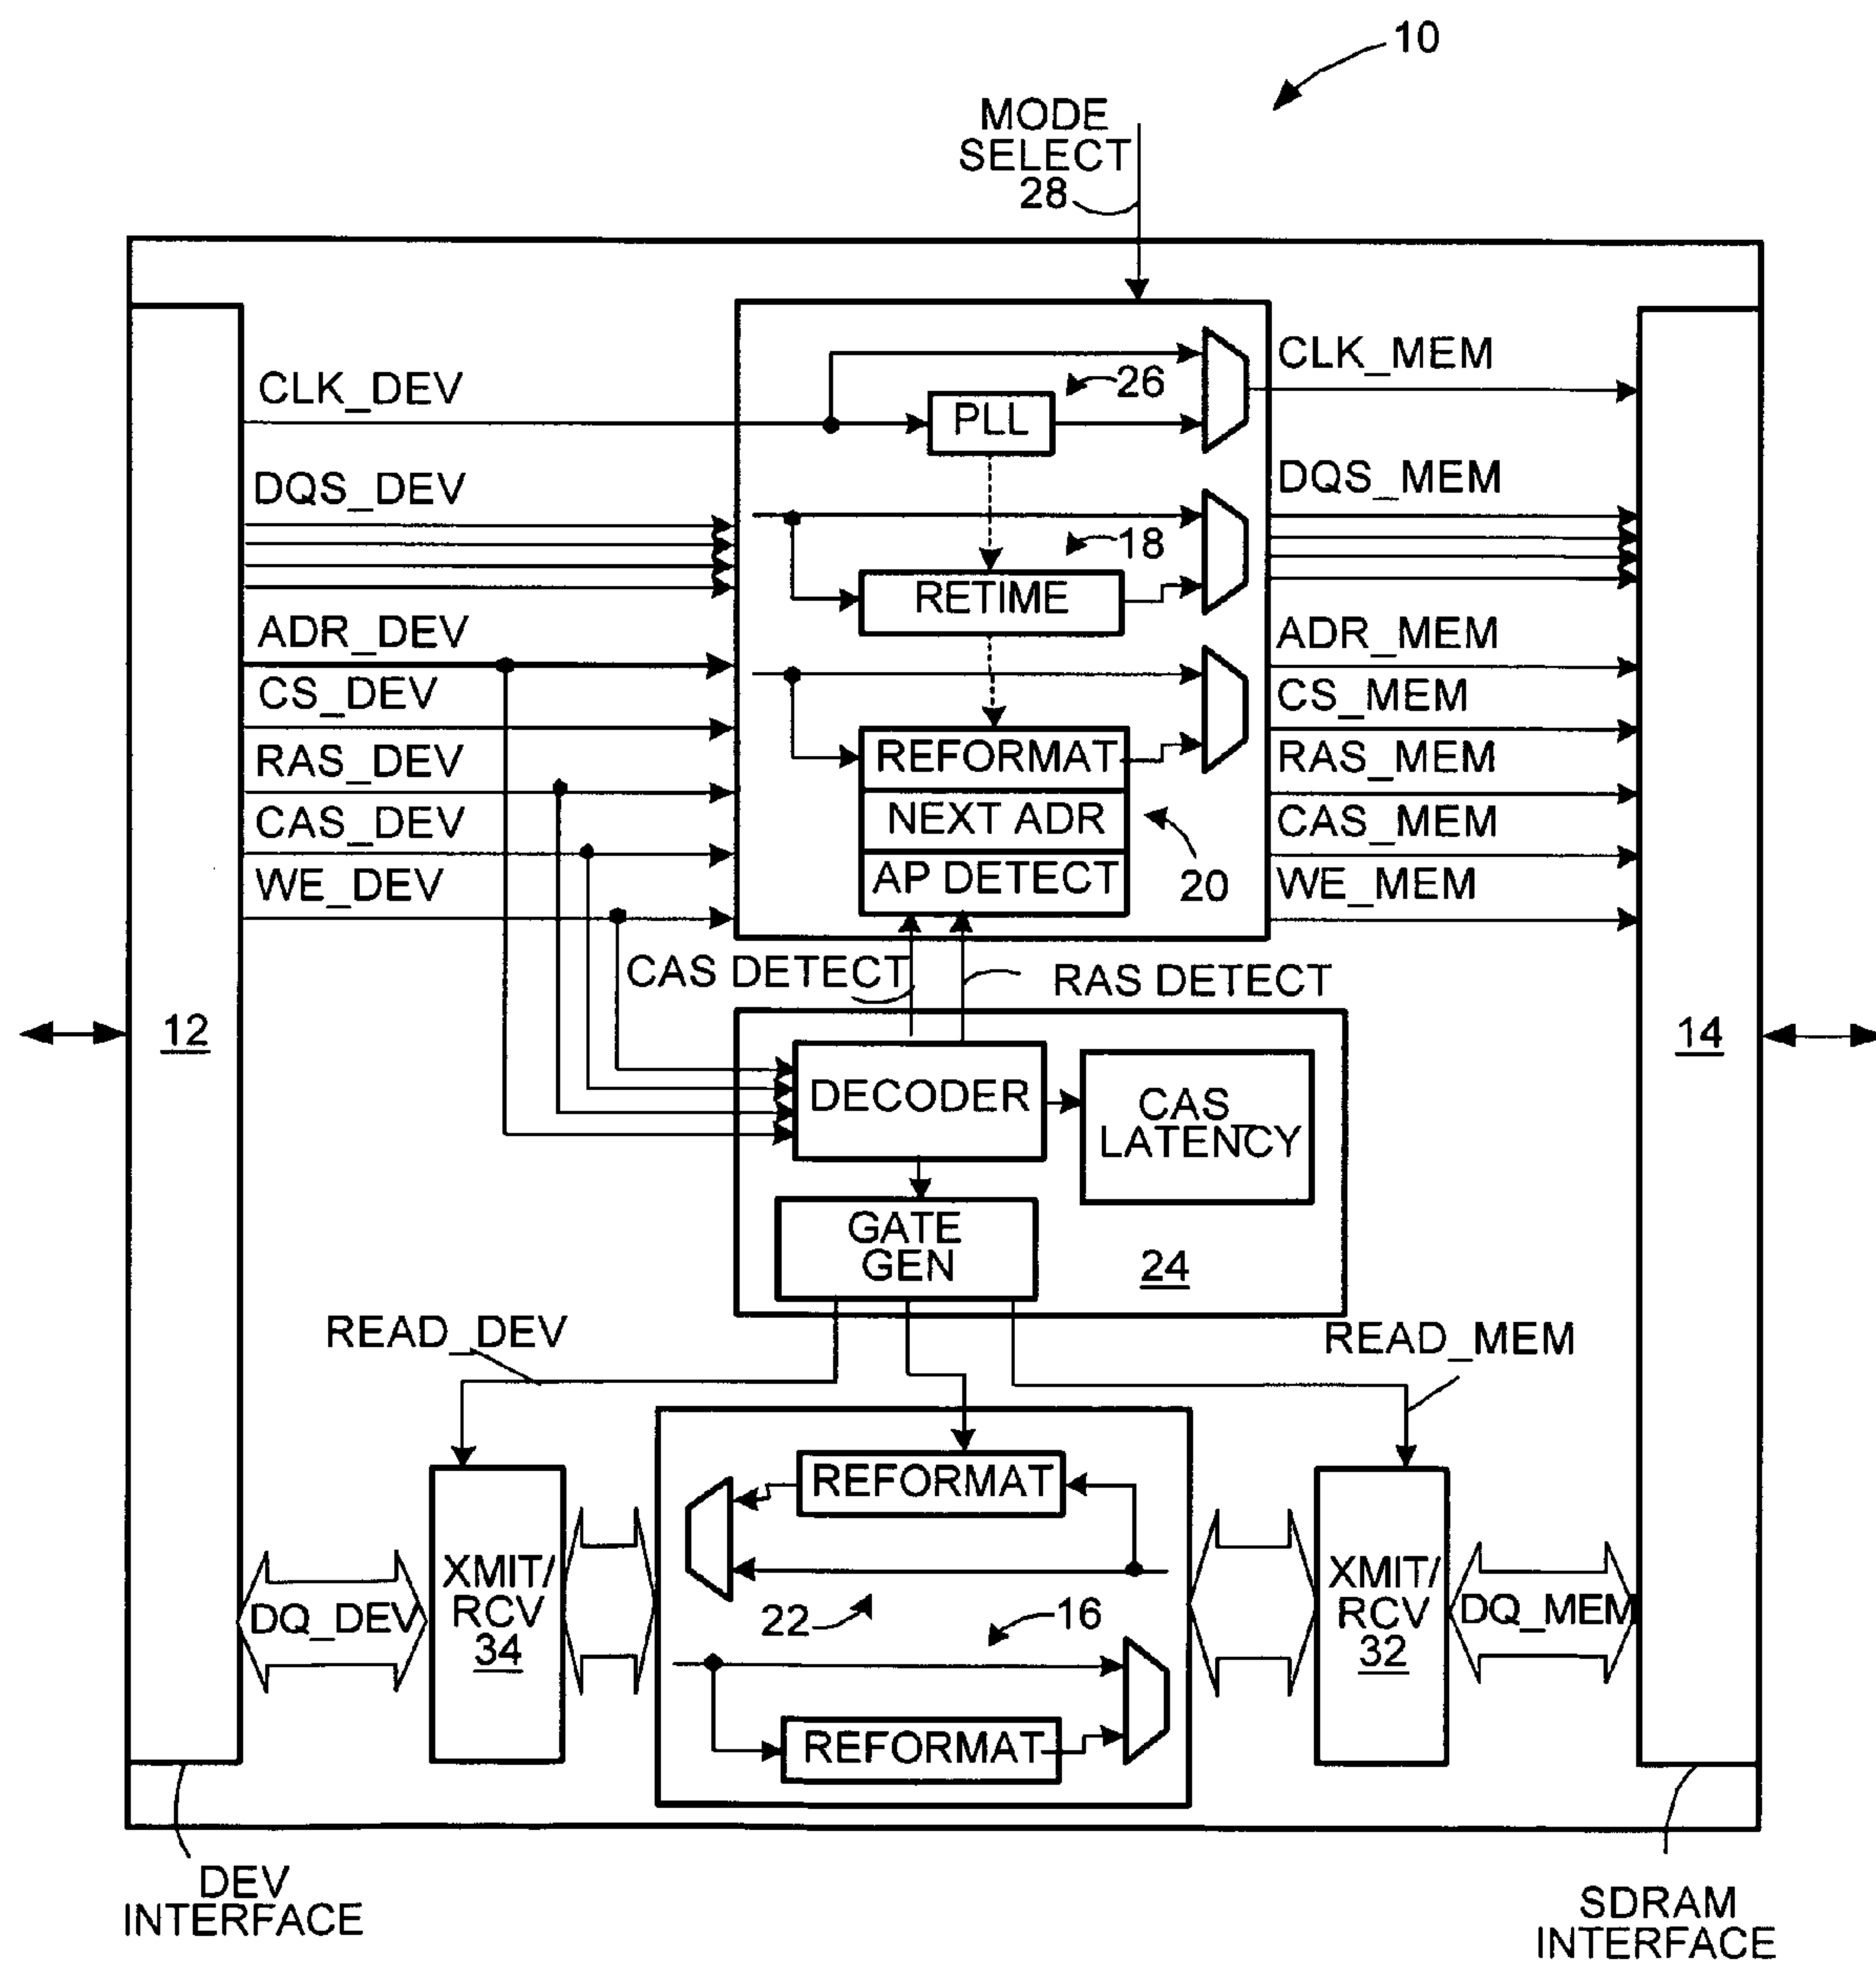 10
MODE
SELECT
28
CLK_DEV
PLL
26
CLK_MEM
DQS_DEV
DQS_MEM
18
RETIME
ADR_DEV
ADR_MEM
CS_DEV
CS_MEM
RAS_DEV
REFORMAT
RAS_MEM
CAS_DEV
NEXT ADR
CAS_MEM
WE_DEV
AP DETECT
20
WE_MEM
CAS DETECT
RAS DETECT
12
14
DECODER
CAS
LATENCY
GATE
GEN
24
READ_DEV
READ_MEM
REFORMAT
XMIT/
RCV
34
XMIT/
RCV
32
DQ_DEV
DQ_MEM
22
16
REFORMAT
DEV
INTERFACE
SDRAM
INTERFACE